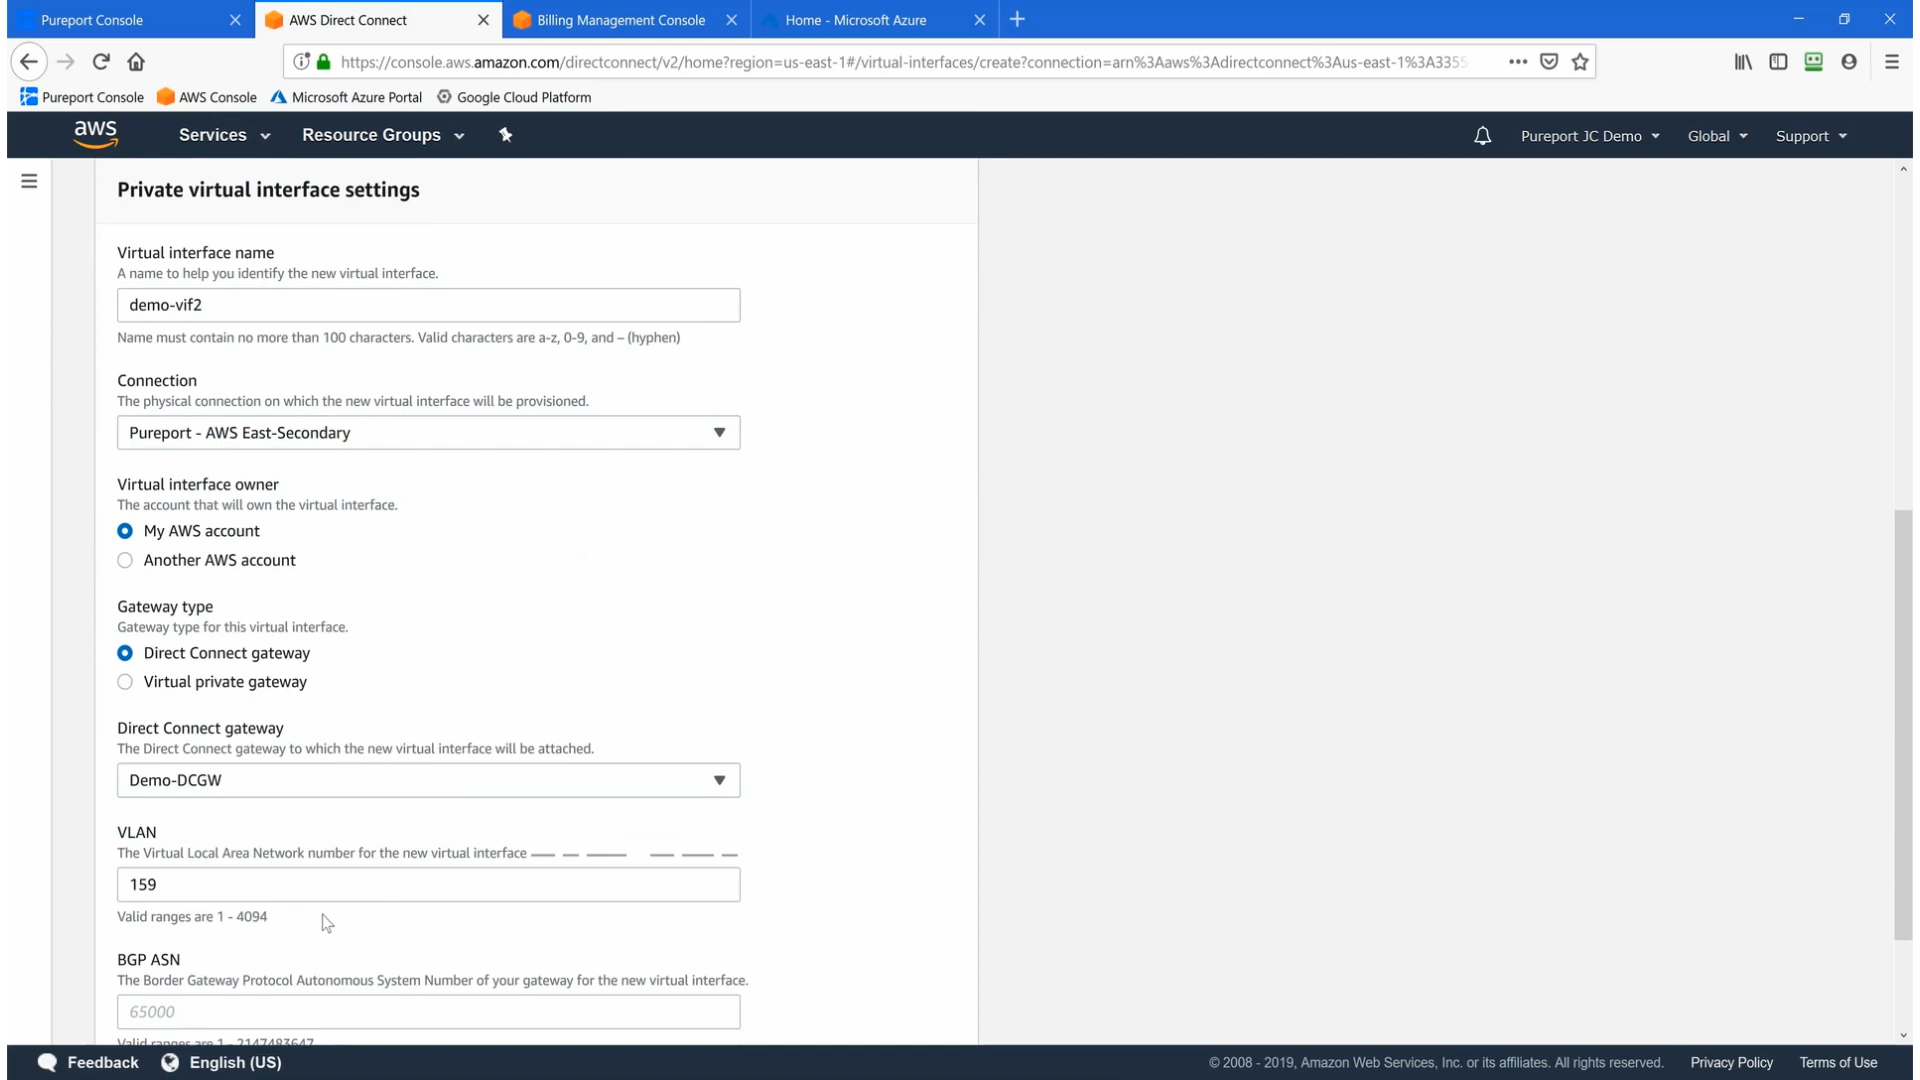 Pureport Console
AWS Direct Connect
Billing Management Console
Home - Microsoft Azure
https://console.aws.amazon.com/directconnect/v2/home?region=us-east-1#/virtual-interfaces/create?connection=arn%3Aaws%3Adirectconnect%3Aus-east-1%3A3355
Pureport Console
AWS Console
Microsoft Azure Portal
Google Cloud Platform
aws
Services
Resource Groups
Pureport JC Demo
Global
Support
Private virtual interface settings
Virtual interface name
A name to help you identify the new virtual interface.
demo-vif2
Name must contain no more than 100 characters. Valid characters are a-z, 0-9, and – (hyphen)
Connection
The physical connection on which the new virtual interface will be provisioned.
Pureport - AWS East-Secondary
Virtual interface owner
The account that will own the virtual interface.
My AWS account
Another AWS account
Gateway type
Gateway type for this virtual interface.
Direct Connect gateway
Virtual private gateway
Direct Connect gateway
The Direct Connect gateway to which the new virtual interface will be attached.
Demo-DCGW
VLAN
The Virtual Local Area Network number for the new virtual interface
159
Valid ranges are 1 - 4094
BGP ASN
The Border Gateway Protocol Autonomous System Number of your gateway for the new virtual interface.
65000
Valid ranges are 1 - 2147483647
Feedback
English (US)
© 2008 - 2019, Amazon Web Services, Inc. or its affiliates. All rights reserved.
Privacy Policy
Terms of Use